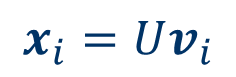 𝒙ᵢ = U𝒗ᵢ